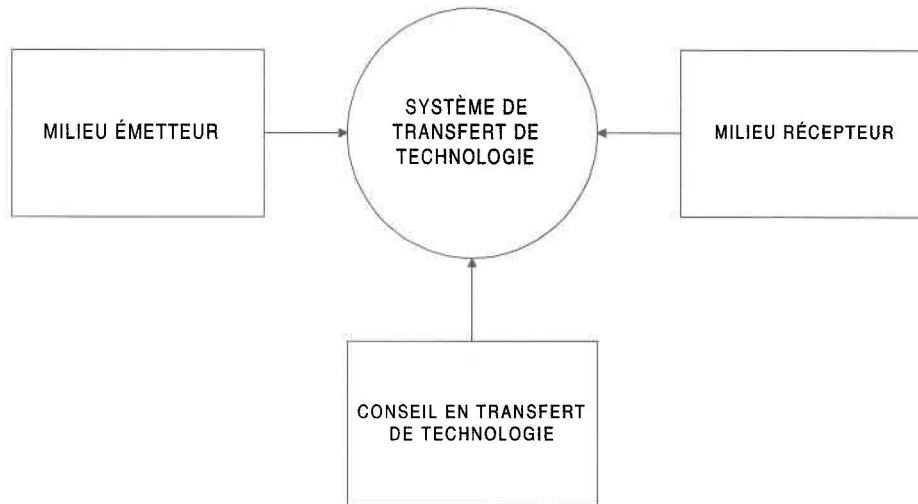 MILIEU ÉMETTEUR
SYSTÈME DE
TRANSFERT DE
TECHNOLOGIE
MILIEU RÉCEPTEUR
CONSEIL EN TRANSFERT
DE TECHNOLOGIE